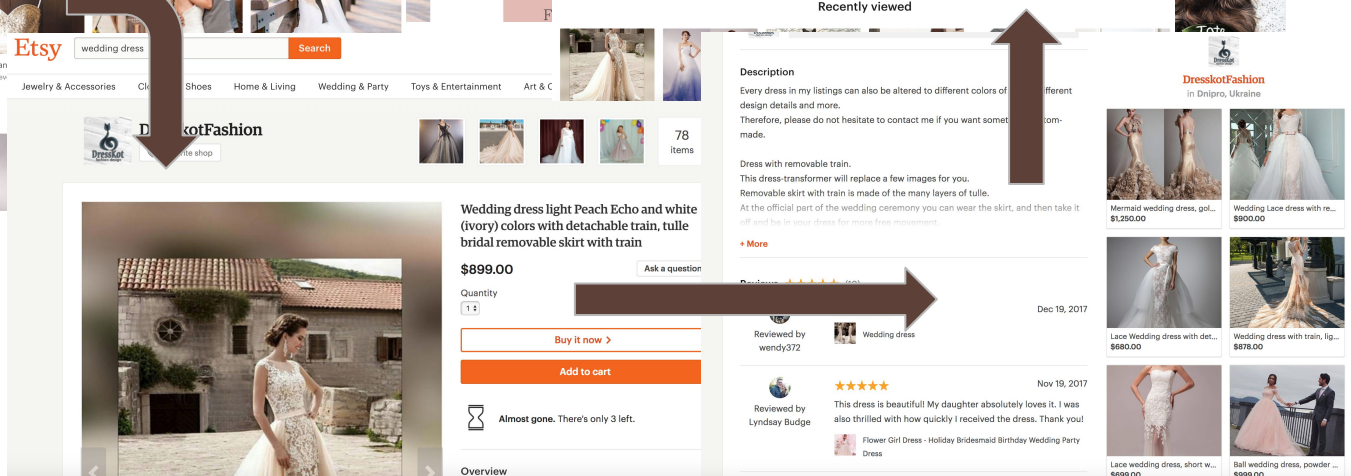 Recently viewed
Etsy
wedding dress
Search
Jewelry & Accessories
Shoes
Home & Living
Wedding & Party
Toys & Entertainment
Art & C
78
items
DressKot
Wedding dress light Peach Echo and white
(ivory) colors with detachable train, tulle
bridal removable skirt with train
$899.00
Ask a question
Quantity
1
Buy it now >
Add to cart
Almost gone. There's only 3 left.
Overview
Description
Every dress in my listings can also be altered to different colors of
design details and more.
Therefore, please do not hesitate to contact me if you want
made.
Dress with removable train.
This dress-transformer will replace a few images for you.
Removable skirt with train is made of the many layers of tulle.
At the official part of the wedding ceremony you can wear the skirt, and then take it
off and be in your dress for more free movement.
+ More
Dec 19, 2017
Reviewed by
wendy372
Wedding dress
Nov 19, 2017
Reviewed by
Lyndsay Budge
This dress is beautiful! My daughter absolutely loves it. I was
also thrilled with how quickly I received the dress. Thank you!
Flower Girl Dress - Holiday Bridesmaid Birthday Wedding Party
Dress
DresskotFashion
in Dnipro, Ukraine
Mermaid wedding dress, gol...
$1,250.00
Wedding Lace dress with re...
$900.00
Lace Wedding dress with det...
$680.00
Wedding dress with train, lig...
$878.00
Lace wedding dress, short w...
$699.00
Ball wedding dress, powder ...
$999.00